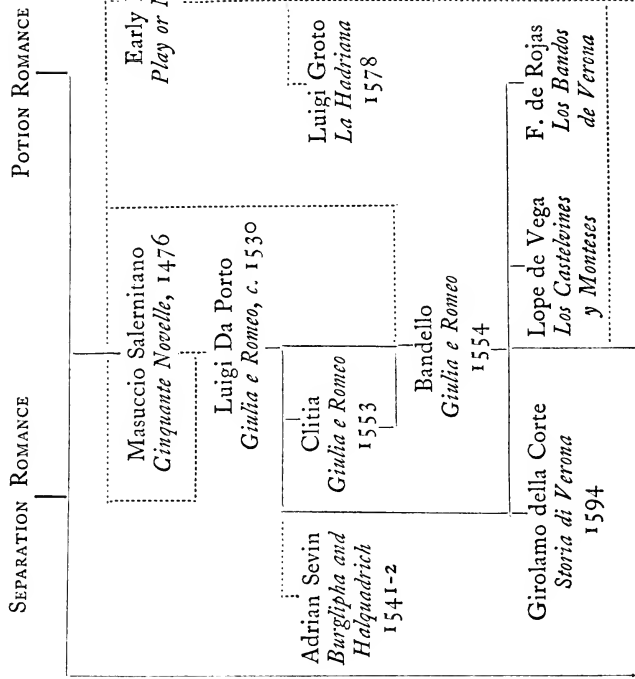 SEPARATION ROMANCE
POTION ROMANCE
Masuccio Salernitano
Cinquante Novelle, 1476
Early
Play or
Luigi Da Porto
Giulia e Romeo, c. 1530
Luigi Groto
La Hadriana
1578
Adrian Sevin
Burglipha and
Halquadrich
1541-2
Clitia
Giulia e Romeo
1553
Bandello
Giulia e Romeo
1554
Girolamo della Corte
Storia di Verona
1594
Lope de Vega
Los Castelvines
y Monteses
F. de Rojas
Los Bandos
de Verona